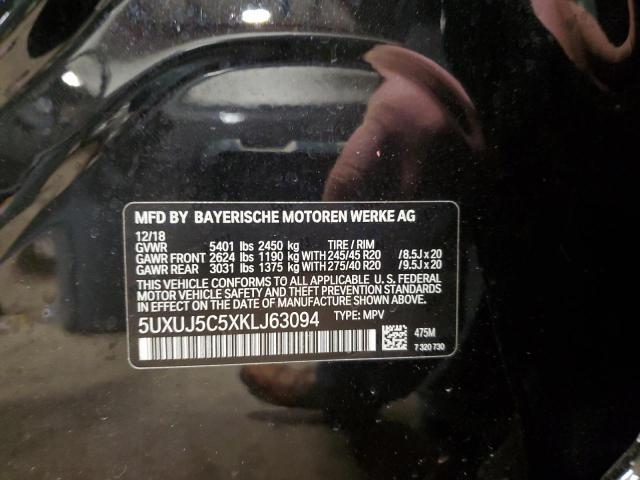 MFD BY BAYERISCHE MOTOREN WERKE AG
12/18
GVWR 5401 lbs 2450 kg TIRE / RIM
GAWR FRONT 2624 lbs 1190 kg WITH 245/45 R20 /8.5J x 20
GAWR REAR 3031 lbs 1375 kg WITH 275/40 R20 /9.5J x 20
THIS VEHICLE CONFORMS TO ALL APPLICABLE U.S. FEDERAL
MOTOR VEHICLE SAFETY STANDARDS
IN EFFECT ON THE DATE OF MANUFACTURE SHOWN ABOVE.
5UXUJ5C5XKLJ63094 TYPE: MPV
475M
7 320 730